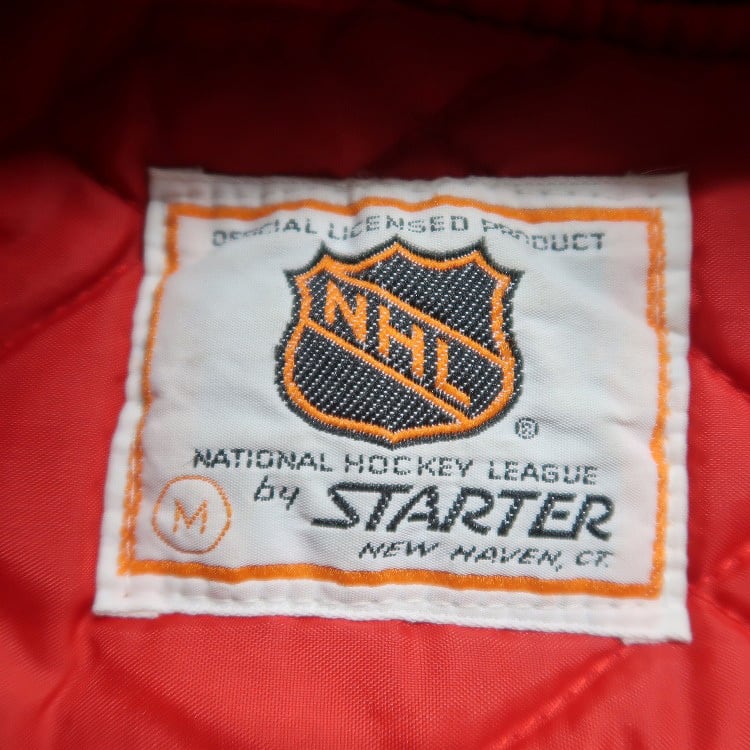 OFFICIAL LICENSED PRODUCT
NHL
®
NATIONAL HOCKEY LEAGUE
M
by STARTER
NEW HAVEN, CT.